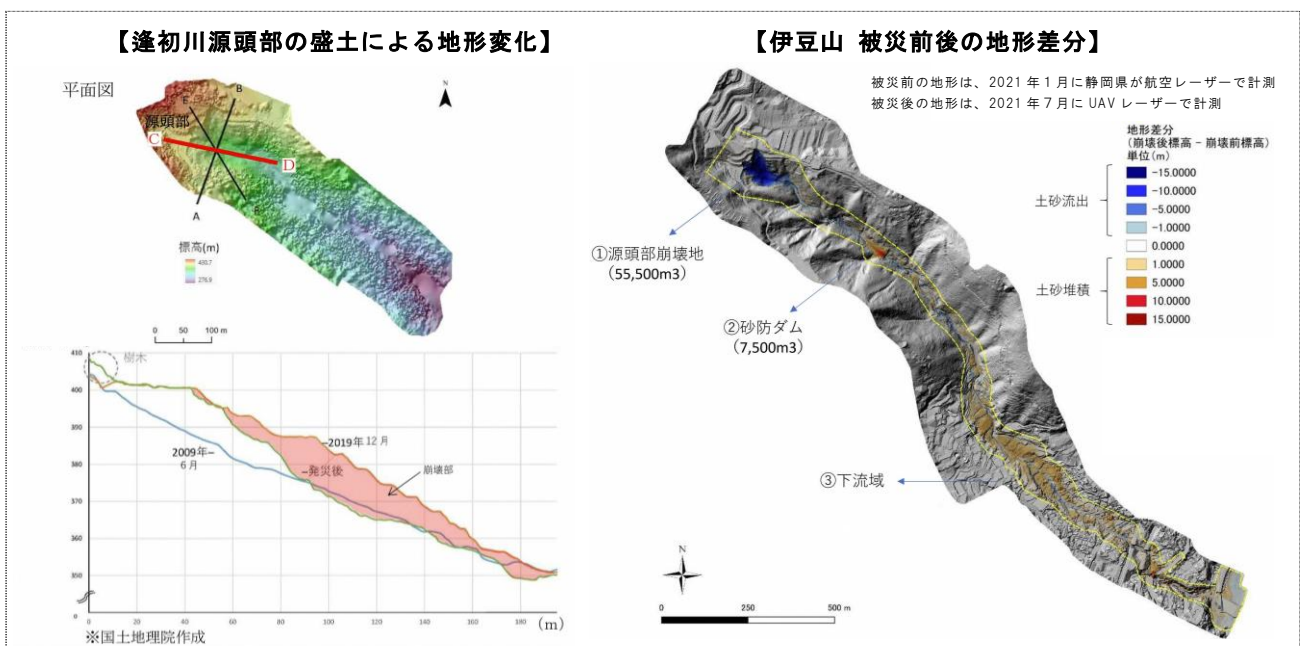 【逢初川源頭部の盛土による地形変化】
平面図
N
B
E
源頭部
C
D
A
標高(m)
430.7
276.9
0 50 100 m
410
樹木
400
390
-2019年12月
2009年-
6月
380
-発災後
崩壊部
370
360
350
0
0 20 40 60 80 100 120 140 160 180
(m)
※国土地理院作成
【伊豆山 被災前後の地形差分】
被災前の地形は、2021年1月に静岡県が航空レーザーで計測
被災後の地形は、2021年7月にUAVレーザーで計測
地形差分
(崩壊後標高 - 崩壊前標高)
単位(m)
-15.0000
-10.0000
土砂流出
-5.0000
-1.0000
0.0000
1.0000
土砂堆積
5.0000
10.0000
15.0000
①源頭部崩壊地
(55,500m3)
②砂防ダム
(7,500m3)
③下流域
N
0 250 500 m